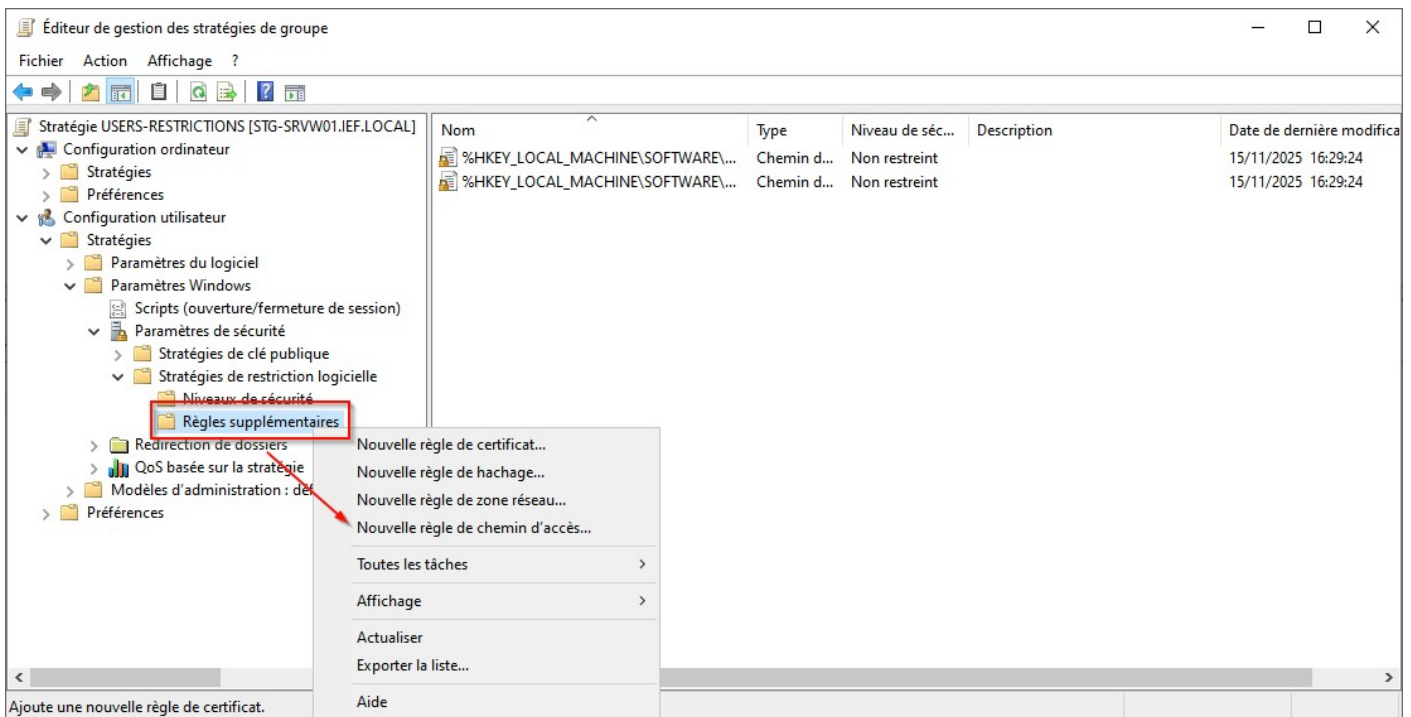 Éditeur de gestion des stratégies de groupe
Fichier Action Affichage ?
Stratégie USERS-RESTRICTIONS [STG-SRVW01.IEF.LOCAL]
Configuration ordinateur
Stratégies
Préférences
Configuration utilisateur
Stratégies
Paramètres du logiciel
Paramètres Windows
Scripts (ouverture/fermeture de session)
Paramètres de sécurité
Stratégies de clé publique
Stratégies de restriction logicielle
Niveaux de sécurité
Règles supplémentaires
Redirection de dossiers
QoS basée sur la stratégie
Modèles d'administration : déf
Préférences
Nom Type Niveau de séc... Description Date de dernière modifica
%HKEY_LOCAL_MACHINE\SOFTWARE\... Chemin d... Non restreint 15/11/2025 16:29:24
%HKEY_LOCAL_MACHINE\SOFTWARE\... Chemin d... Non restreint 15/11/2025 16:29:24
Nouvelle règle de certificat...
Nouvelle règle de hachage...
Nouvelle règle de zone réseau...
Nouvelle règle de chemin d'accès...
Toutes les tâches
Affichage
Actualiser
Exporter la liste...
Aide
Ajoute une nouvelle règle de certificat.